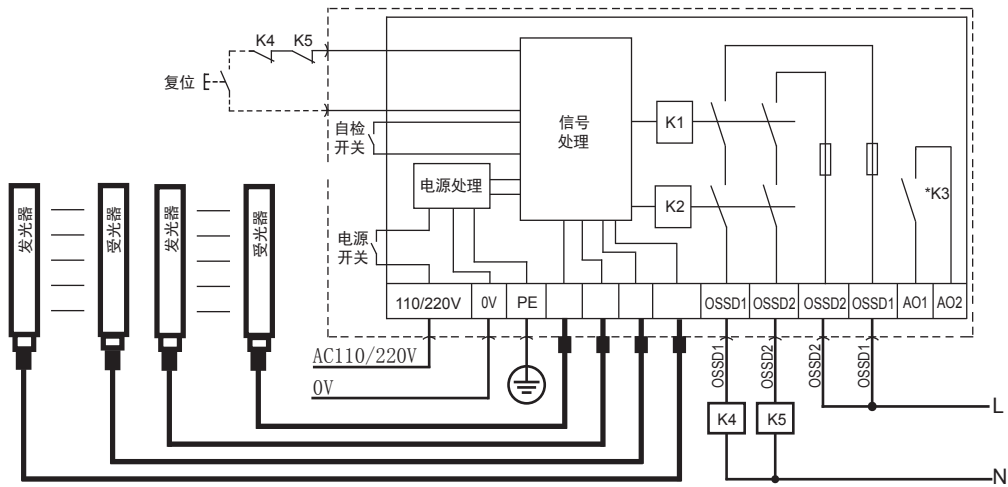 K4
K5
复位
自检
开关
信号
处理
K1
K2
*K3
电源处理
电源
开关
发光器
受光器
发光器
受光器
110/220V
0V
PE
OSSD1
OSSD2
OSSD2
OSSD1
AO1
AO2
AC110/220V
0V
OSSD1
OSSD2
OSSD2
OSSD1
K4
K5
L
N